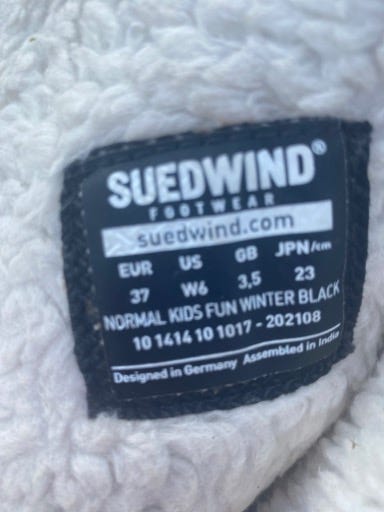 SUEDWIND®
FOOTWEAR
suedwind.com
EUR US GB JPN/cm
37 W6 3,5 23
NORMAL KIDS FUN WINTER BLACK
10 1414 10 1017 - 202108
Designed in Germany Assembled in India